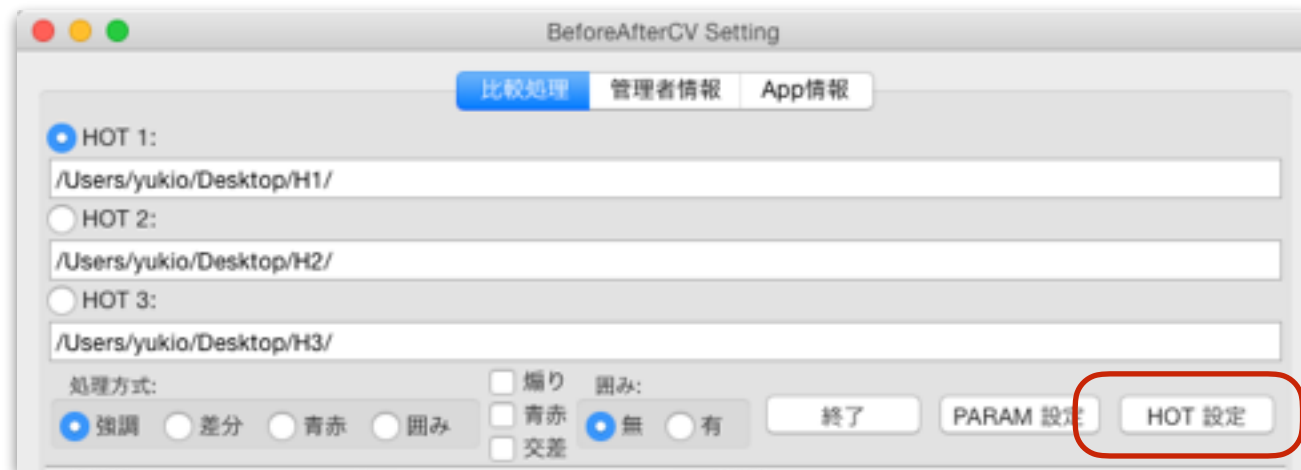 BeforeAfterCV Setting
比較処理 管理者情報 App情報
HOT 1:
/Users/yukio/Desktop/H1/
HOT 2:
/Users/yukio/Desktop/H2/
HOT 3:
/Users/yukio/Desktop/H3/
処理方式: 煽り 囲み:
強調 差分 青赤 囲み 青赤 無 有 終了 PARAM 設定 HOT 設定
交差